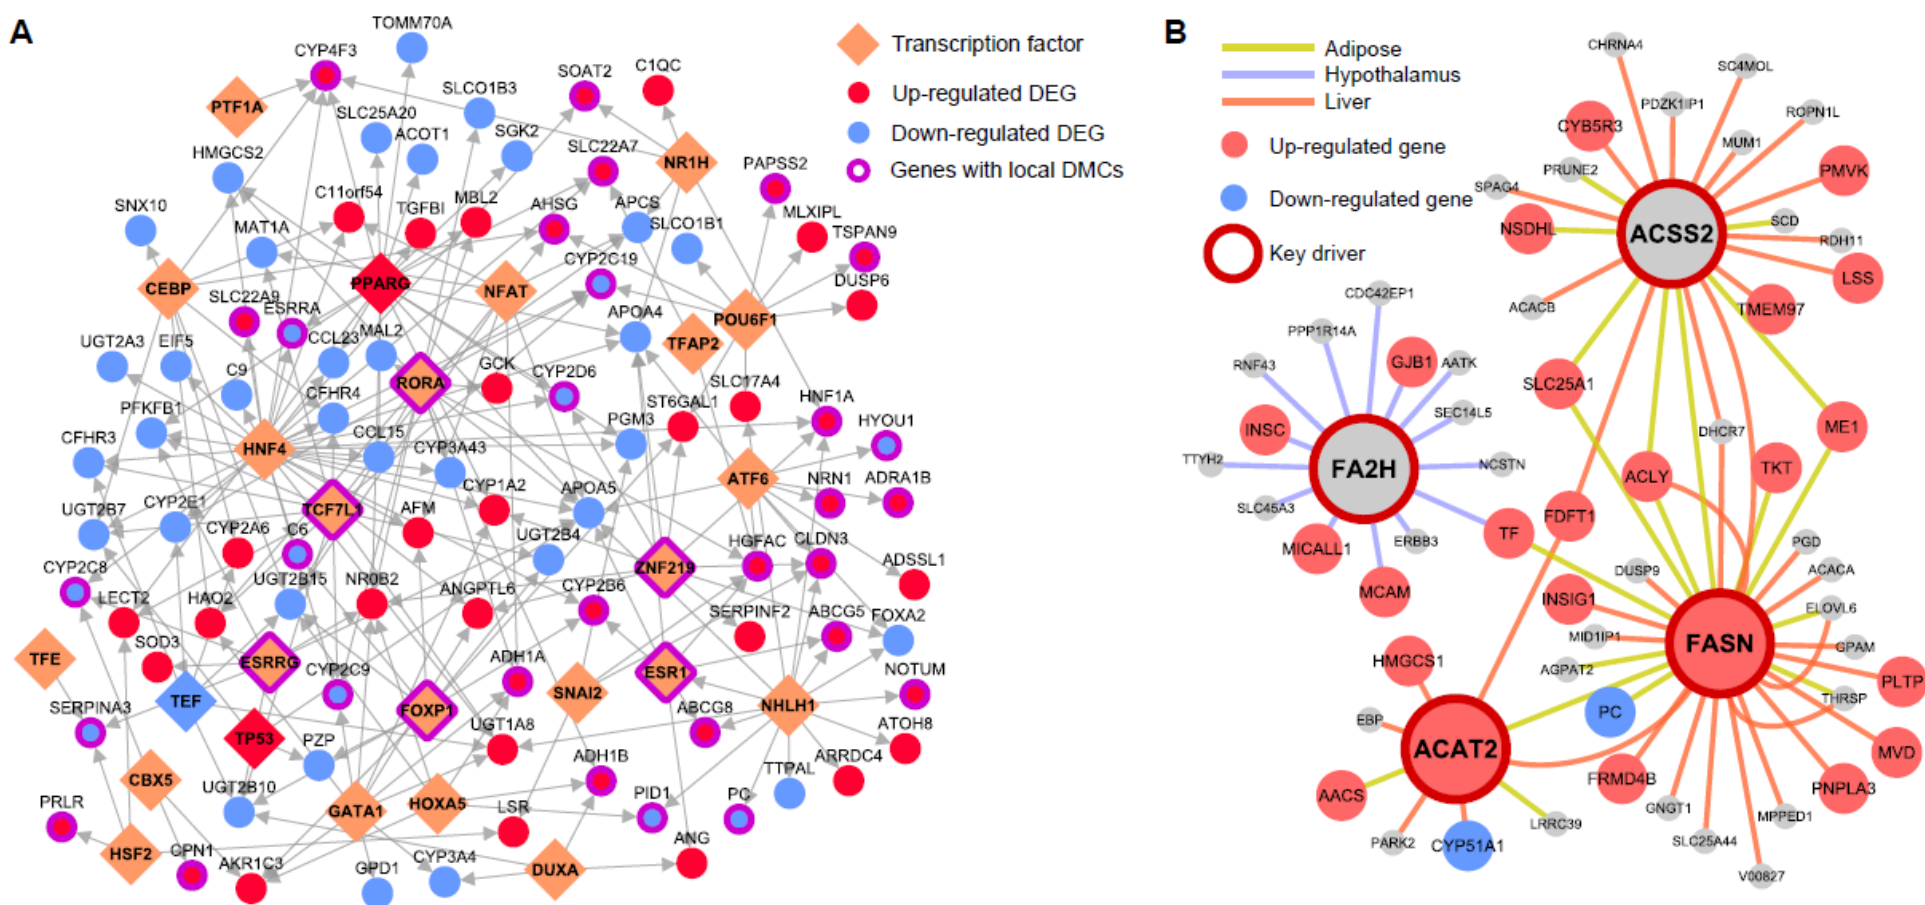 A
TOMM70A
CYP4F3
Transcription factor
SOAT2
C1QC
PTF1A
SLCO1B3
Up-regulated DEG
SLC25A20
ACOT1
SGK2
Down-regulated DEG
HMGCS2
SLC22A7
NR1H
PAPSS2
Genes with local DMCs
C11orf54
TGFBI
MBL2
AHSG
APCS
SLCO1B1
MLXIPL
SNX10
MAT1A
TSPAN9
CYP2C19
CEBP
PPARG
NFAT
DUSP6
SLC22A9
ESRRA
APOA4
POU6F1
CCL23
MAL2
TFAP2
UGT2A3
EIF5
C9
RORA
GCK
CYP2D6
SLC17A4
CFHR4
ST6GAL1
HNF1A
PFKFB1
PGM3
HYOU1
CFHR3
HNF4
CCL15
CYP3A43
ATF6
NRN1
ADRA1B
CYP2E1
TCF7L1
CYP1A2
APOA5
UGT2B7
CYP2A6
C6
AFM
UGT2B4
HGFAC
CLDN3
ADSSL1
CYP2C8
UGT2B15
NR0B2
ANGPTL6
CYP2B6
ZNF219
LECT2
HAO2
SERPINF2
ABCG5
FOXA2
SOD3
TFE
ESRRG
CYP2C9
ADH1A
ESR1
NOTUM
TEF
SNAI2
SERPINA3
FOXP1
ABCG8
NHLH1
ATOH8
TP53
PZP
UGT1A8
ADH1B
ARRDC4
CBX5
UGT2B10
TTPAL
PRLR
GATA1
HOXA5
LSR
PID1
PC
HSF2
CPN1
AKR1C3
GPD1
CYP3A4
DUXA
ANG
B
Adipose
Hypothalamus
Liver
Up-regulated gene
Down-regulated gene
Key driver
CHRNA4
SC4MOL
PDZK1IP1
ROPN1L
CYB5R3
MUM1
PRUNE2
PMVK
SPAG4
NSDHL
ACSS2
SCD
RDH11
LSS
ACACB
TMEM97
CDC42EP1
PPP1R14A
RNF43
GJB1
AATK
SLC25A1
SEC14L5
INSC
DHCR7
ME1
TTYH2
FA2H
NCSTN
ACLY
TKT
SLC45A3
FDFT1
TF
MICALL1
ERBB3
MCAM
PGD
DUSP9
ACACA
INSIG1
ELOVL6
MID1IP1
FASN
GPAM
HMGCS1
AGPAT2
PLTP
THRSP
PC
EBP
ACAT2
MVD
FRMD4B
AACS
PNPLA3
GNGT1
MPPED1
LRRC39
PARK2
CYP51A1
SLC25A44
V00827